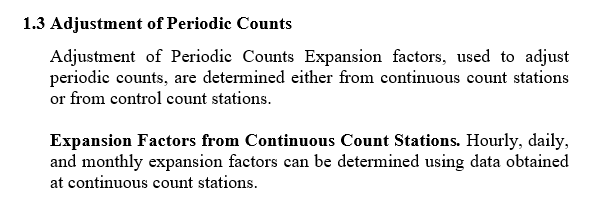 1.3 Adjustment of Periodic Counts
Adjustment of Periodic Counts Expansion factors, used to adjust
periodic counts, are determined either from continuous count stations
or from control count stations.
Expansion Factors from Continuous Count Stations. Hourly, daily,
and monthly expansion factors can be determined using data obtained
at continuous count stations.